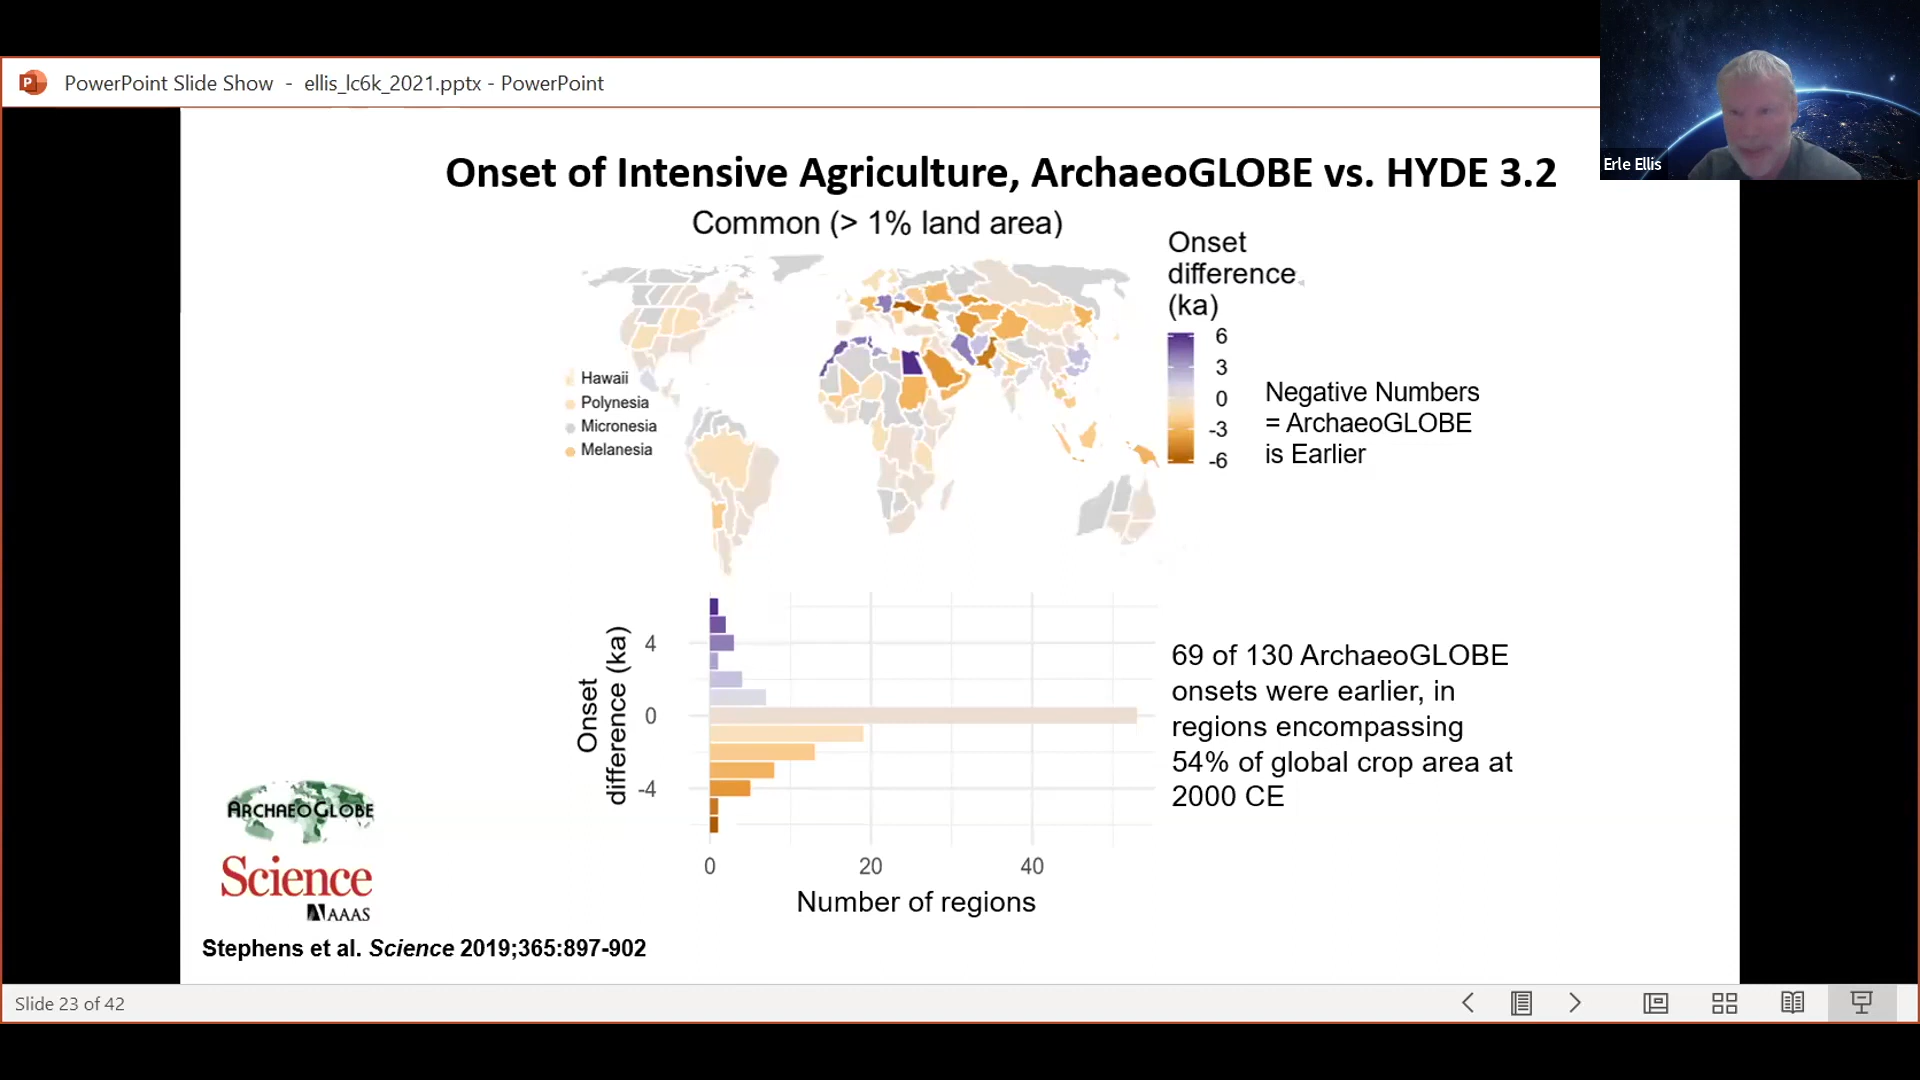 PowerPoint Slide Show - ellis_lc6k_2021.pptx - PowerPoint
Erle Ellis
Onset of Intensive Agriculture, ArchaeoGLOBE vs. HYDE 3.2
Common (> 1% land area)
Onset
difference
(ka)
6
3
0
-3
-6
Negative Numbers
= ArchaeoGLOBE
is Earlier
Hawaii
Polynesia
Micronesia
Melanesia
Onset
difference (ka)
4
0
-4
0
20
40
Number of regions
69 of 130 ArchaeoGLOBE
onsets were earlier, in
regions encompassing
54% of global crop area at
2000 CE
ARCHAEOGLOBE
Science
AAAS
Stephens et al. Science 2019;365:897-902
Slide 23 of 42